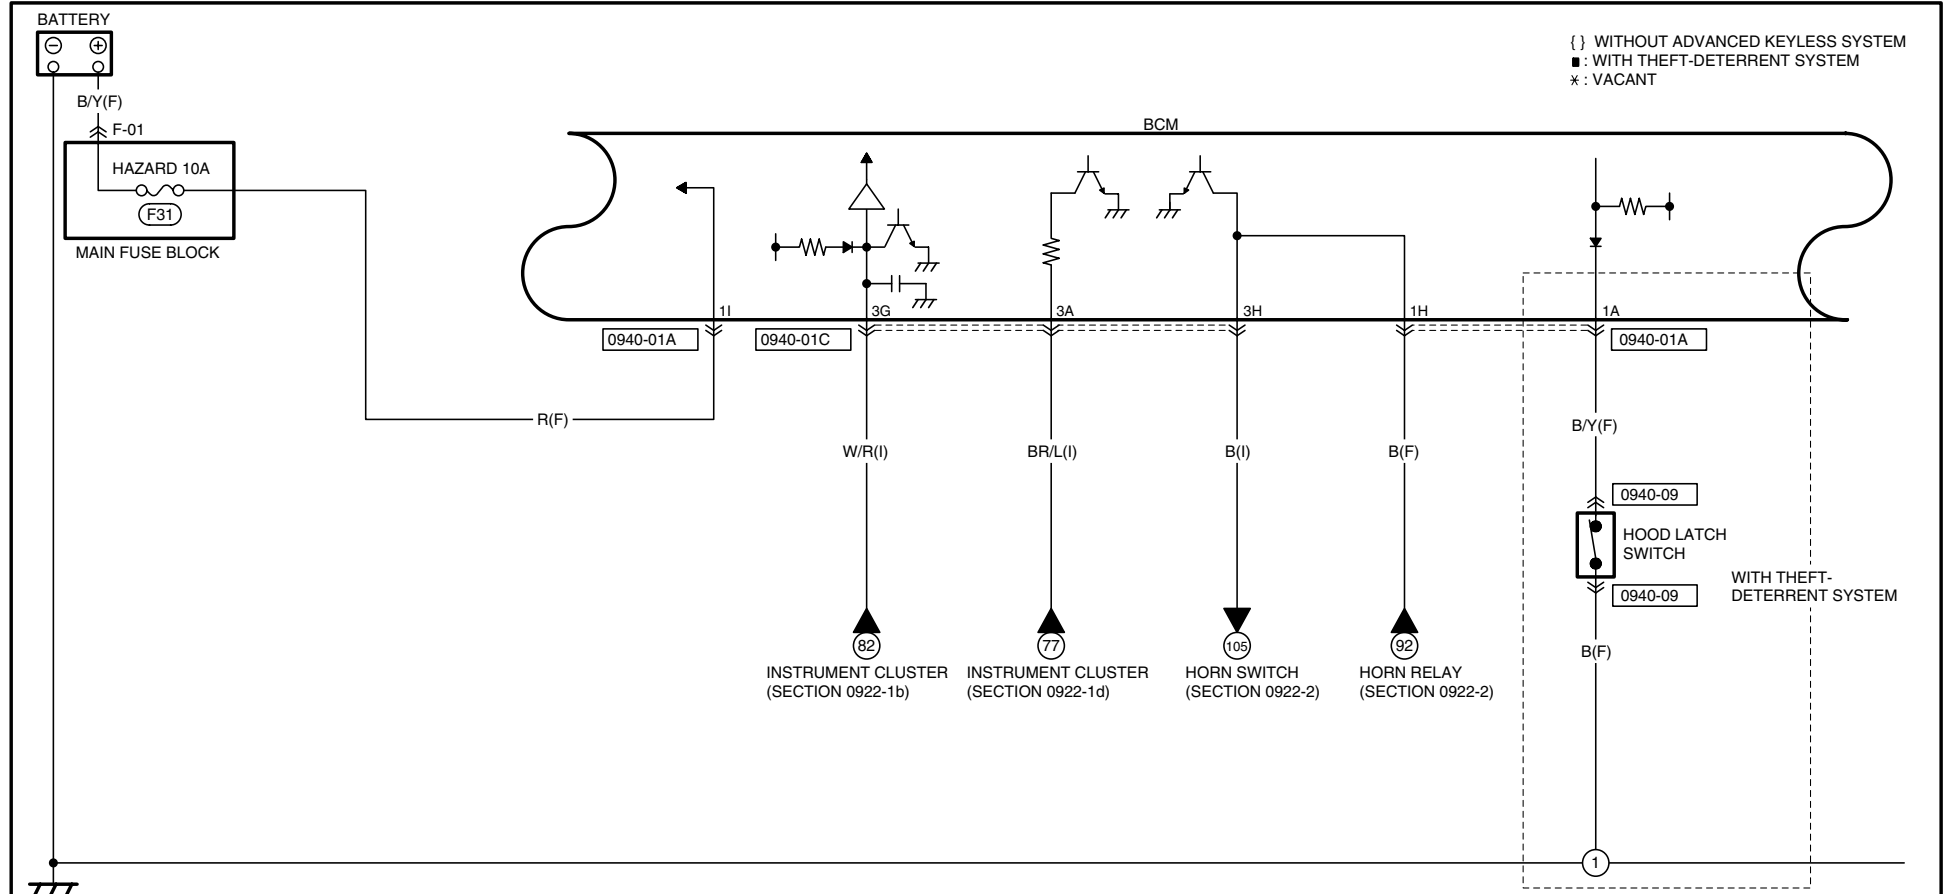 BATTERY
{ } WITHOUT ADVANCED KEYLESS SYSTEM
■ : WITH THEFT-DETERRENT SYSTEM
* : VACANT
B/Y(F)
F-01
BCM
HAZARD 10A
F31
MAIN FUSE BLOCK
1I
3G
3A
3H
1H
1A
0940-01A
0940-01C
0940-01A
R(F)
B/Y(F)
W/R(I)
BR/L(I)
B(I)
B(F)
0940-09
HOOD LATCH
SWITCH
WITH THEFT-
DETERRENT SYSTEM
0940-09
82
77
105
92
B(F)
INSTRUMENT CLUSTER
(SECTION 0922-1b)
INSTRUMENT CLUSTER
(SECTION 0922-1d)
HORN SWITCH
(SECTION 0922-2)
HORN RELAY
(SECTION 0922-2)
1